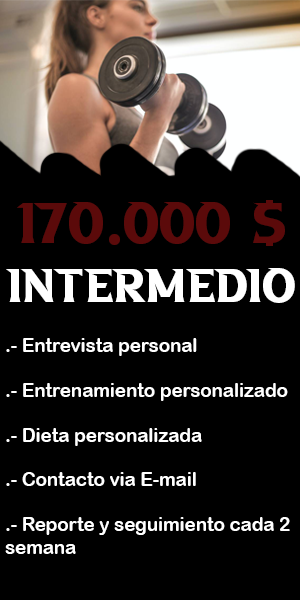 170.000 $
INTERMEDIO
.- Entrevista personal
.- Entrenamiento personalizado
.- Dieta personalizada
.- Contacto via E-mail
.- Reporte y seguimiento cada 2
semana